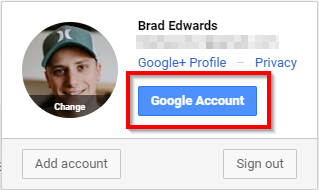 Brad Edwards
Google+ Profile – Privacy
Change
Google Account
Add account
Sign out